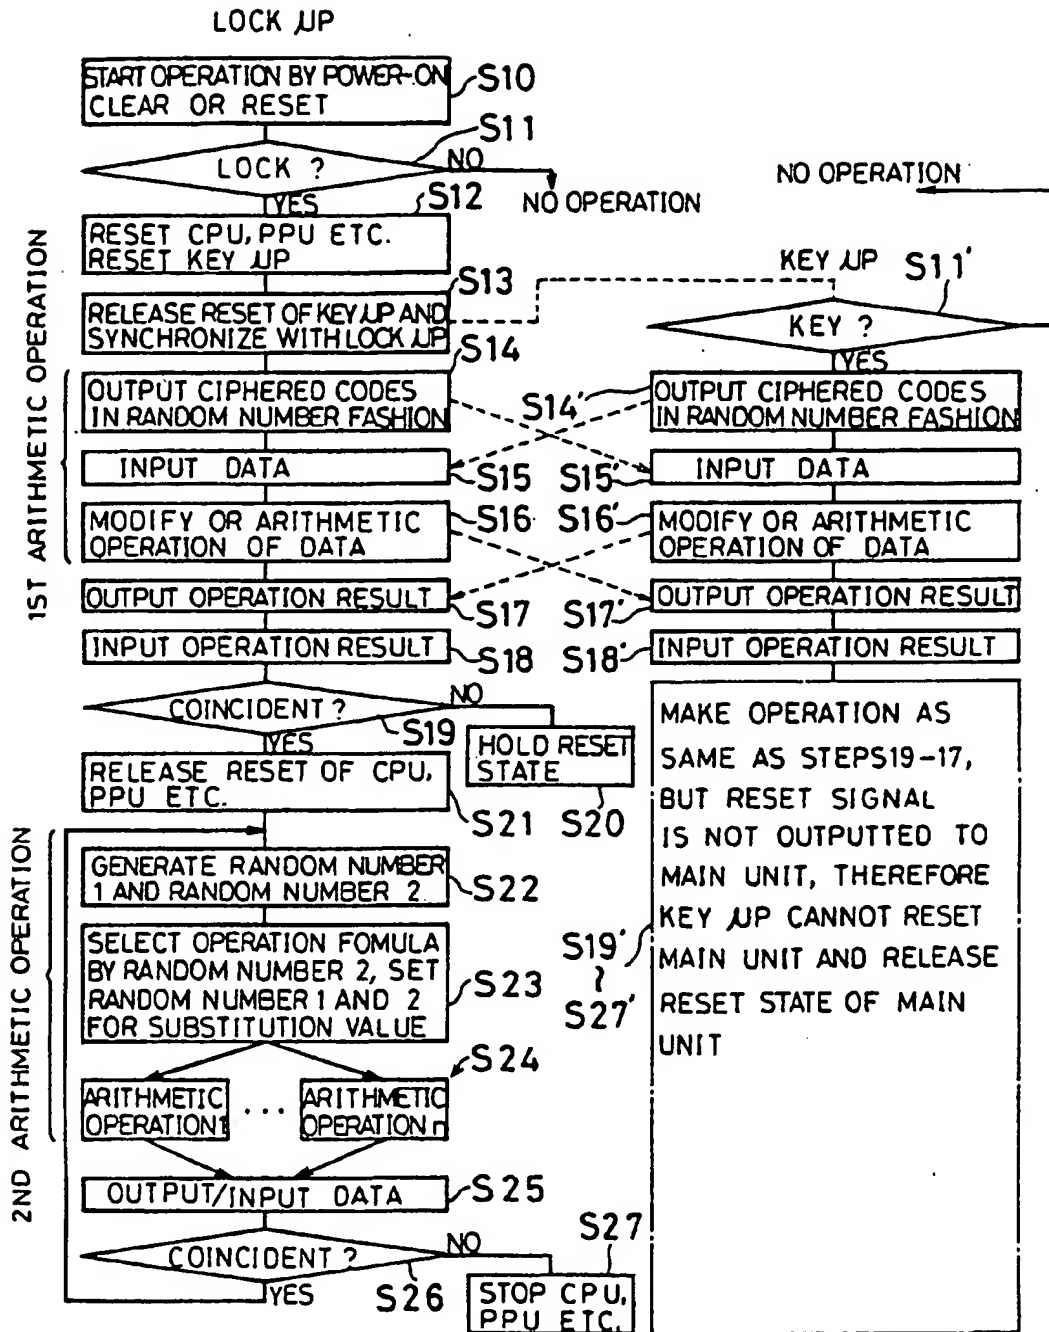 LOCK μP
START OPERATION BY POWER-ON
CLEAR OR RESET
S10
S11
LOCK ?
NO
NO OPERATION
YES
S12
RESET CPU, PPU ETC.
RESET KEY μP
S13
RELEASE RESET OF KEY μP AND
SYNCHRONIZE WITH LOCK μP
S14
1ST ARITHMETIC OPERATION
OUTPUT CIPHERED CODES
IN RANDOM NUMBER FASHION
INPUT DATA
S15
MODIFY OR ARITHMETIC
OPERATION OF DATA
S16
OUTPUT OPERATION RESULT
S17
INPUT OPERATION RESULT
S18
COINCIDENT ?
NO
S19
YES
HOLD RESET
STATE
S20
RELEASE RESET OF CPU,
PPU ETC.
S21
2ND ARITHMETIC OPERATION
GENERATE RANDOM NUMBER
1 AND RANDOM NUMBER 2
S22
SELECT OPERATION FOMULA
BY RANDOM NUMBER 2, SET
RANDOM NUMBER 1 AND 2
FOR SUBSTITUTION VALUE
S23
S24
ARITHMETIC
OPERATION 1
...
ARITHMETIC
OPERATION n
OUTPUT/INPUT DATA
S25
COINCIDENT ?
NO
S26
YES
S27
STOP CPU,
PPU ETC.
NO OPERATION
KEY μP
S11'
KEY ?
YES
S14'
OUTPUT CIPHERED CODES
IN RANDOM NUMBER FASHION
S15'
INPUT DATA
S16'
MODIFY OR ARITHMETIC
OPERATION OF DATA
S17'
OUTPUT OPERATION RESULT
S18'
INPUT OPERATION RESULT
MAKE OPERATION AS
SAME AS STEPS19-17,
BUT RESET SIGNAL
IS NOT OUTPUTTED TO
MAIN UNIT, THEREFORE
KEY μP CANNOT RESET
MAIN UNIT AND RELEASE
RESET STATE OF MAIN
UNIT
S19'
~
S27'